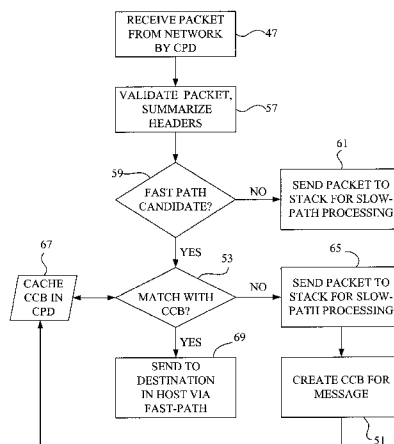 RECEIVE PACKET
FROM NETWORK
BY CPD
47
VALIDATE PACKET,
SUMMARIZE
HEADERS
57
59
FAST PATH
CANDIDATE?
NO
61
SEND PACKET TO
STACK FOR SLOW-
PATH PROCESSING
YES
67
CACHE
CCB IN
CPD
53
MATCH WITH
CCB?
NO
65
SEND PACKET TO
STACK FOR SLOW-
PATH PROCESSING
YES
69
SEND TO
DESTINATION
IN HOST VIA
FAST-PATH
CREATE CCB FOR
MESSAGE
51